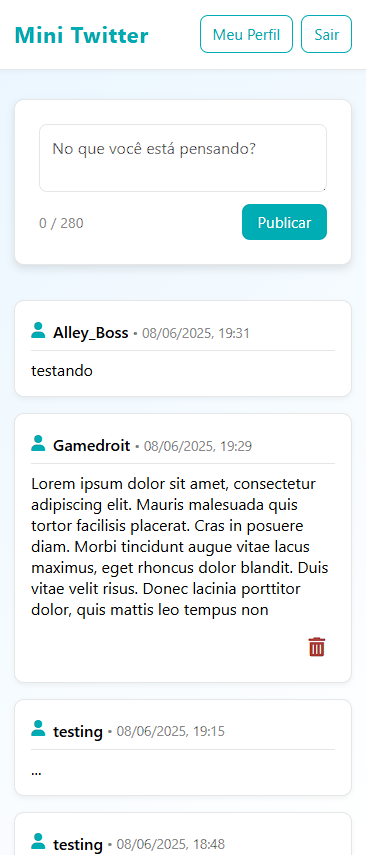 Mini Twitter
Meu Perfil
Sair
No que você está pensando?
0 / 280
Publicar
Alley_Boss • 08/06/2025, 19:31
testando
Gamedroit • 08/06/2025, 19:29
Lorem ipsum dolor sit amet, consectetur
adipiscing elit. Mauris malesuada quis
tortor facilisis placerat. Cras in posuere
diam. Morbi tincidunt augue vitae lacus
maximus, eget rhoncus dolor blandit. Duis
vitae velit risus. Donec lacinia porttitor
dolor, quis mattis leo tempus non
testing • 08/06/2025, 19:15
...
testing • 08/06/2025, 18:48